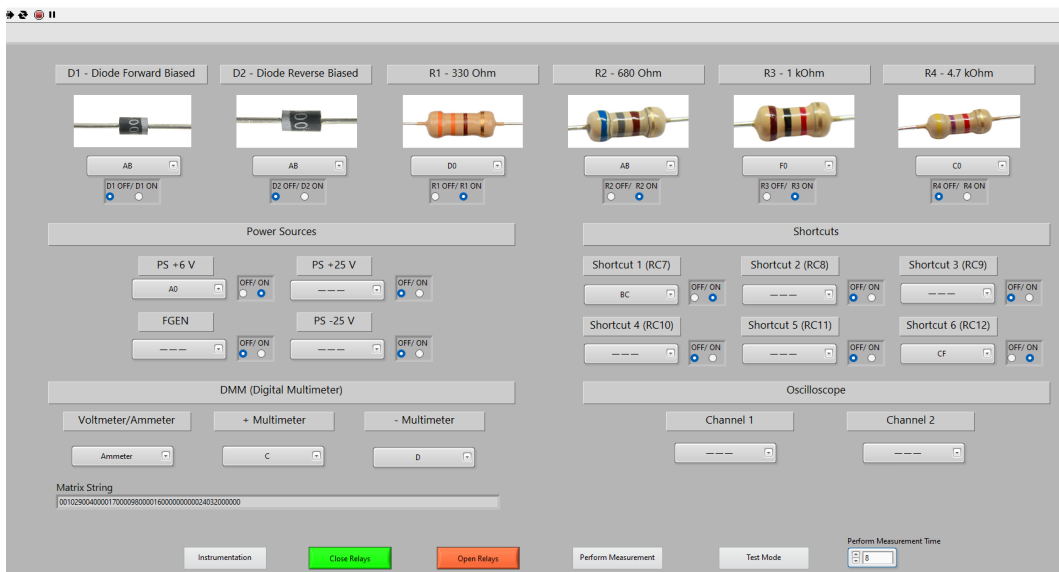 D1 - Diode Forward Biased D2 - Diode Reverse Biased R1 - 330 Ohm R2 - 680 Ohm R3 - 1 kOhm R4 - 4.7 kOhm
AB AB D0 AB F0 C0
D1 OFF/ D1 ON D2 OFF/ D2 ON R1 OFF/ R1 ON R2 OFF/ R2 ON R3 OFF/ R3 ON R4 OFF/ R4 ON
Power Sources Shortcuts
PS +6 V PS +25 V Shortcut 1 (RC7) Shortcut 2 (RC8) Shortcut 3 (RC9)
A0 OFF/ ON --- OFF/ ON BC OFF/ ON --- OFF/ ON --- OFF/ ON
FGEN PS -25 V Shortcut 4 (RC10) Shortcut 5 (RC11) Shortcut 6 (RC12)
--- OFF/ ON --- OFF/ ON --- OFF/ ON --- OFF/ ON CF OFF/ ON
DMM (Digital Multimeter) Oscilloscope
Voltmeter/Ammeter + Multimeter - Multimeter Channel 1 Channel 2
Ammeter C D --- ---
Matrix String
Perform Measurement Time
Instrumentation Close Relays Open Relays Perform Measurement Test Mode 8